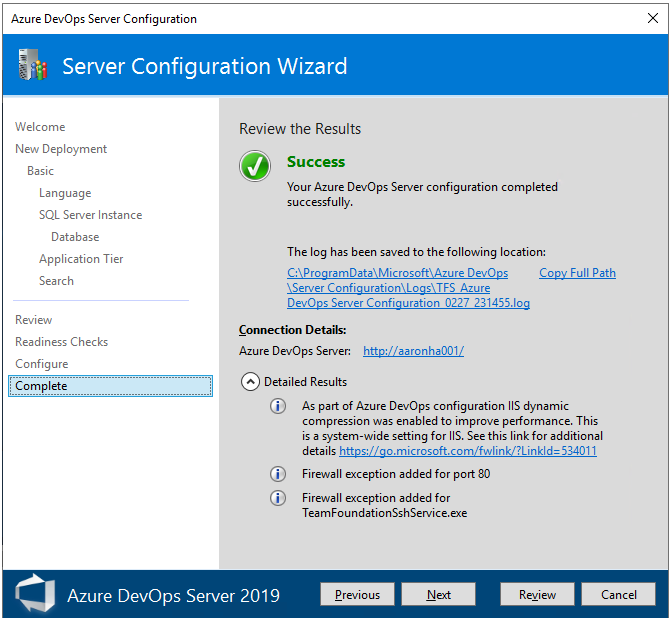 Azure DevOps Server Configuration
Server Configuration Wizard
Welcome
New Deployment
Basic
Language
SQL Server Instance
Database
Application Tier
Search
Review
Readiness Checks
Configure
Complete
Review the Results
Success
Your Azure DevOps Server configuration completed
successfully.
The log has been saved to the following location:
C:\ProgramData\Microsoft\Azure DevOps
\Server Configuration\Logs\TFS_Azure
DevOps Server Configuration_0227_231455.log
Copy Full Path
Connection Details:
Azure DevOps Server: http://aaronha001/
Detailed Results
As part of Azure DevOps configuration IIS dynamic
compression was enabled to improve performance. This
is a system-wide setting for IIS. See this link for additional
details https://go.microsoft.com/fwlink/?LinkId=534011
Firewall exception added for port 80
Firewall exception added for
TeamFoundationSshService.exe
Azure DevOps Server 2019
Previous
Next
Review
Cancel